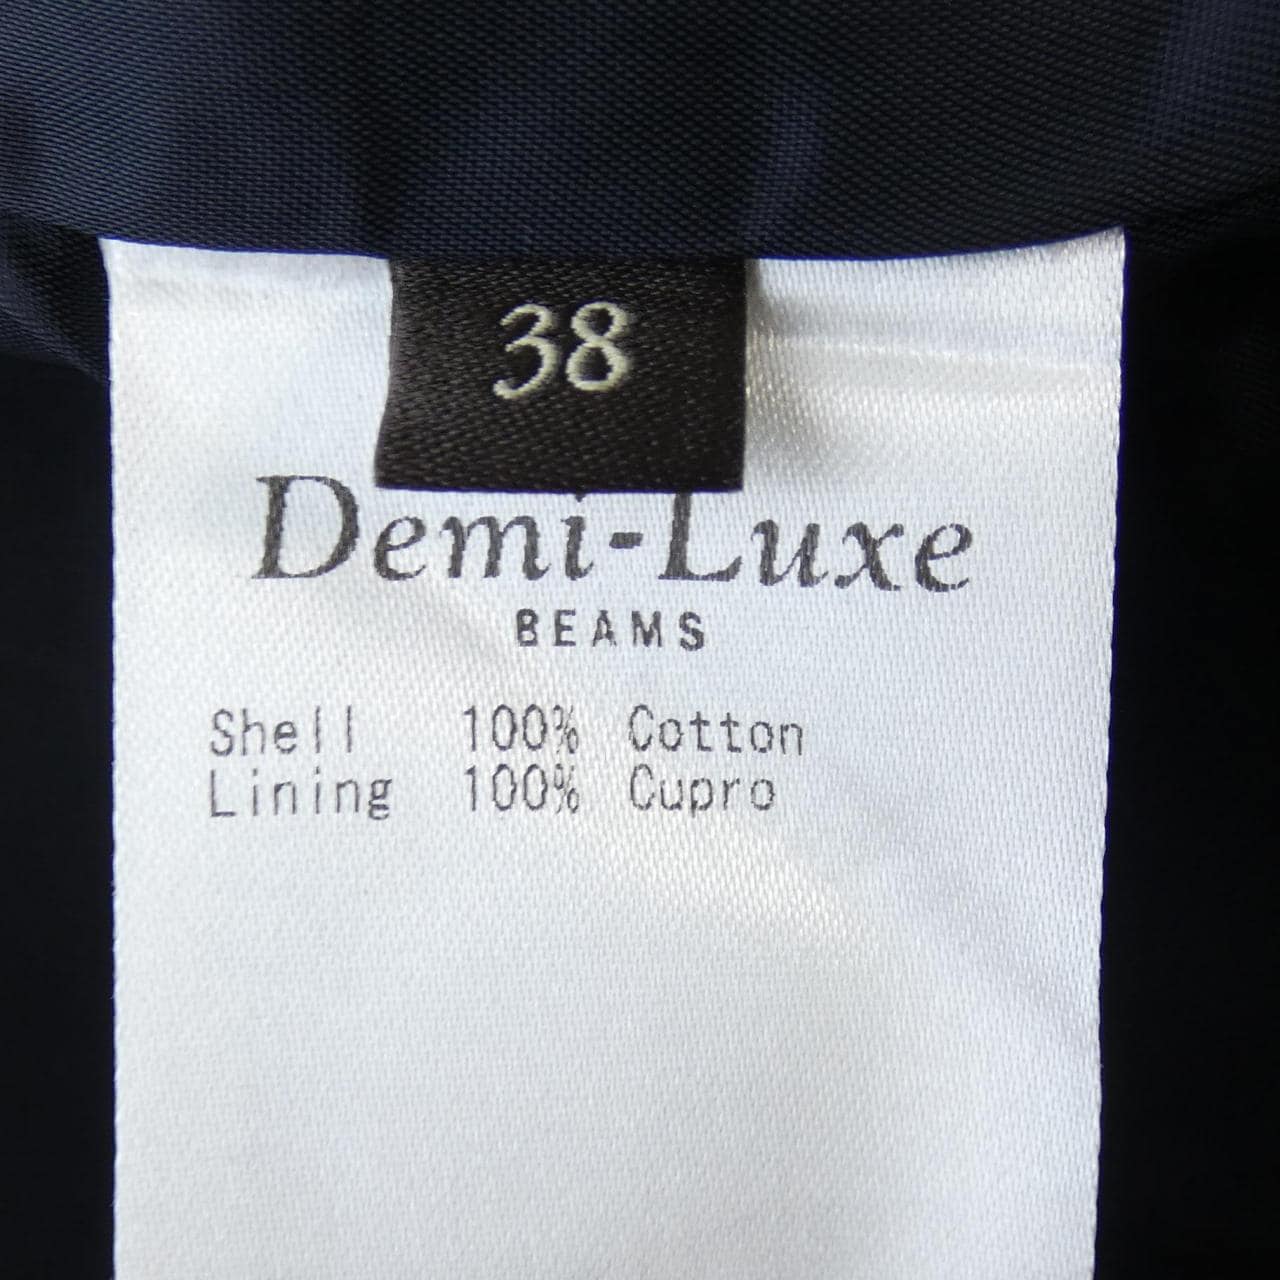 38
Demi-Luxe
BEAMS
Shell 100% Cotton
Lining 100% Cupro